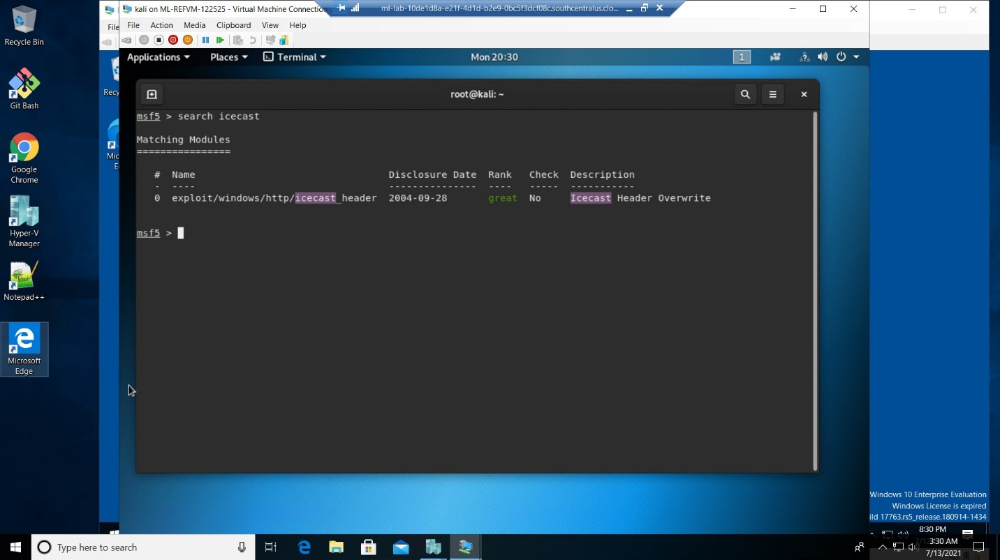 Recycle Bin
Git Bash
Google
Chrome
Hyper-V
Manager
Notepad++
Microsoft
Edge
File
Recy
Mic
E
kali on ML-REFVM-122525 - Virtual Machine Connection
ml-lab-10de1d8a-e21f-4d1d-b2e9-0bc5f3dcf08c.southcentralus.clo...
File Action Media Clipboard View Help
Applications Places Terminal Mon 20:30 1
root@kali: ~
msf5 > search icecast
Matching Modules
================
# Name Disclosure Date Rank Check Description
- ---- --------------- ---- ----- -----------
0 exploit/windows/http/icecast_header 2004-09-28 great No Icecast Header Overwrite
msf5 >
Windows 10 Enterprise Evaluation
Windows License is expired
ild 17763.rs5_release.180914-1434
8:30 PM
Type here to search
3:30 AM
7/13/2021